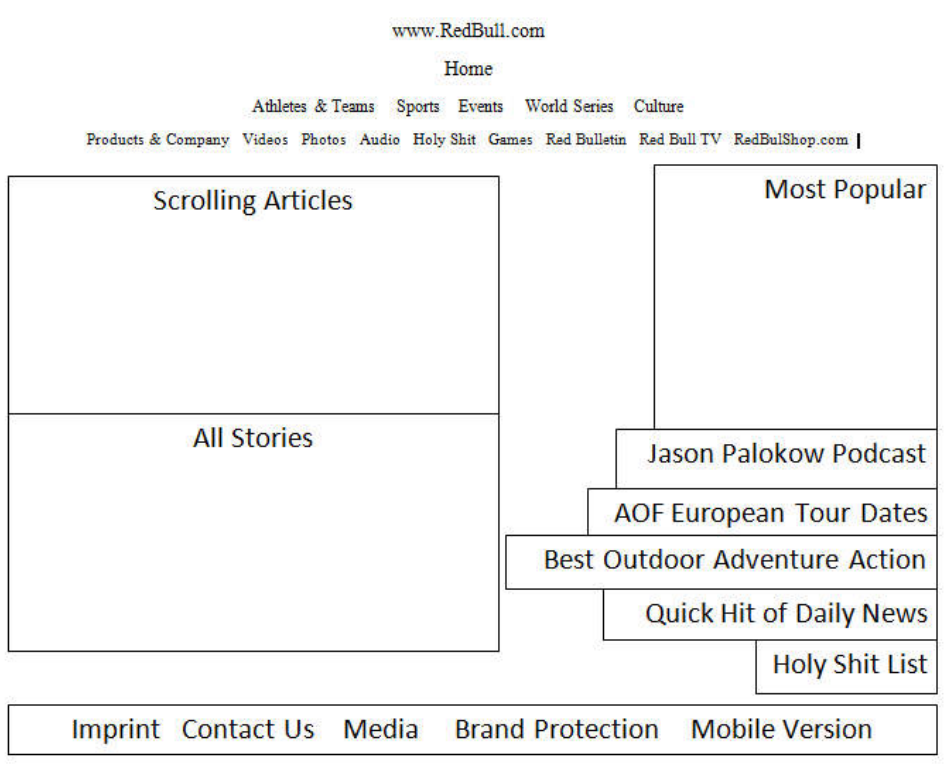 www.RedBull.com
Home
Athletes & Teams Sports Events World Series Culture
Products & Company Videos Photos Audio Holy Shit Games Red Bulletin Red Bull TV RedBulShop.com
Scrolling Articles
All Stories
Most Popular
Jason Palokow Podcast
AOF European Tour Dates
Best Outdoor Adventure Action
Quick Hit of Daily News
Holy Shit List
Imprint Contact Us Media Brand Protection Mobile Version